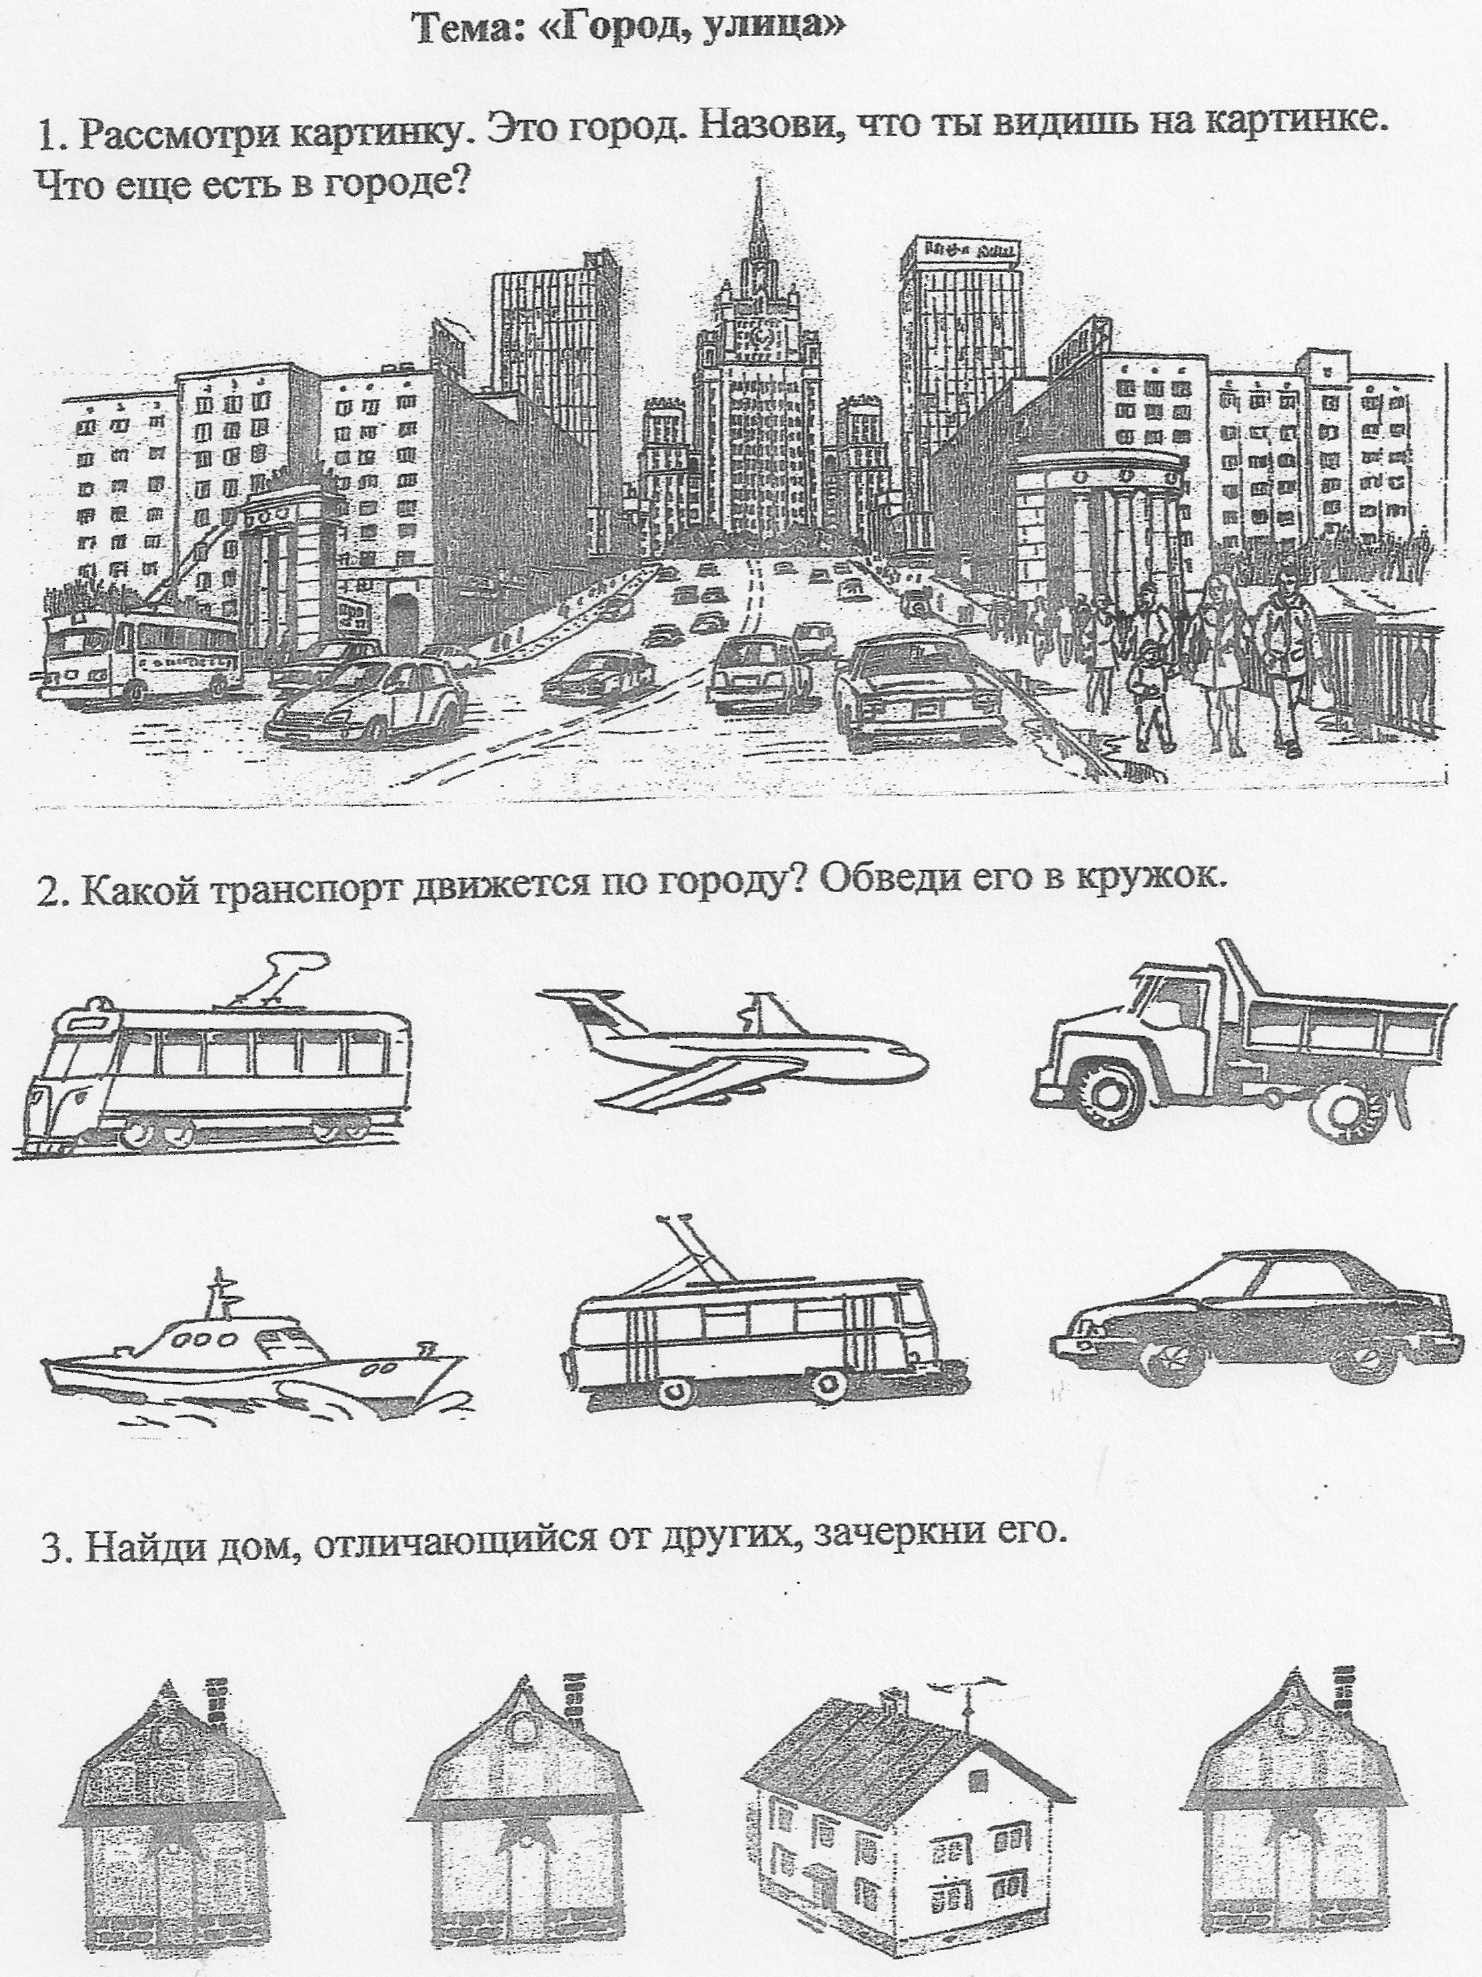 Тема: «Город, улица»
1. Рассмотри картинку. Это город. Назови, что ты видишь на картинке.
Что еще есть в городе?
2. Какой транспорт движется по городу? Обведи его в кружок.
3. Найди дом, отличающийся от других, зачеркни его.